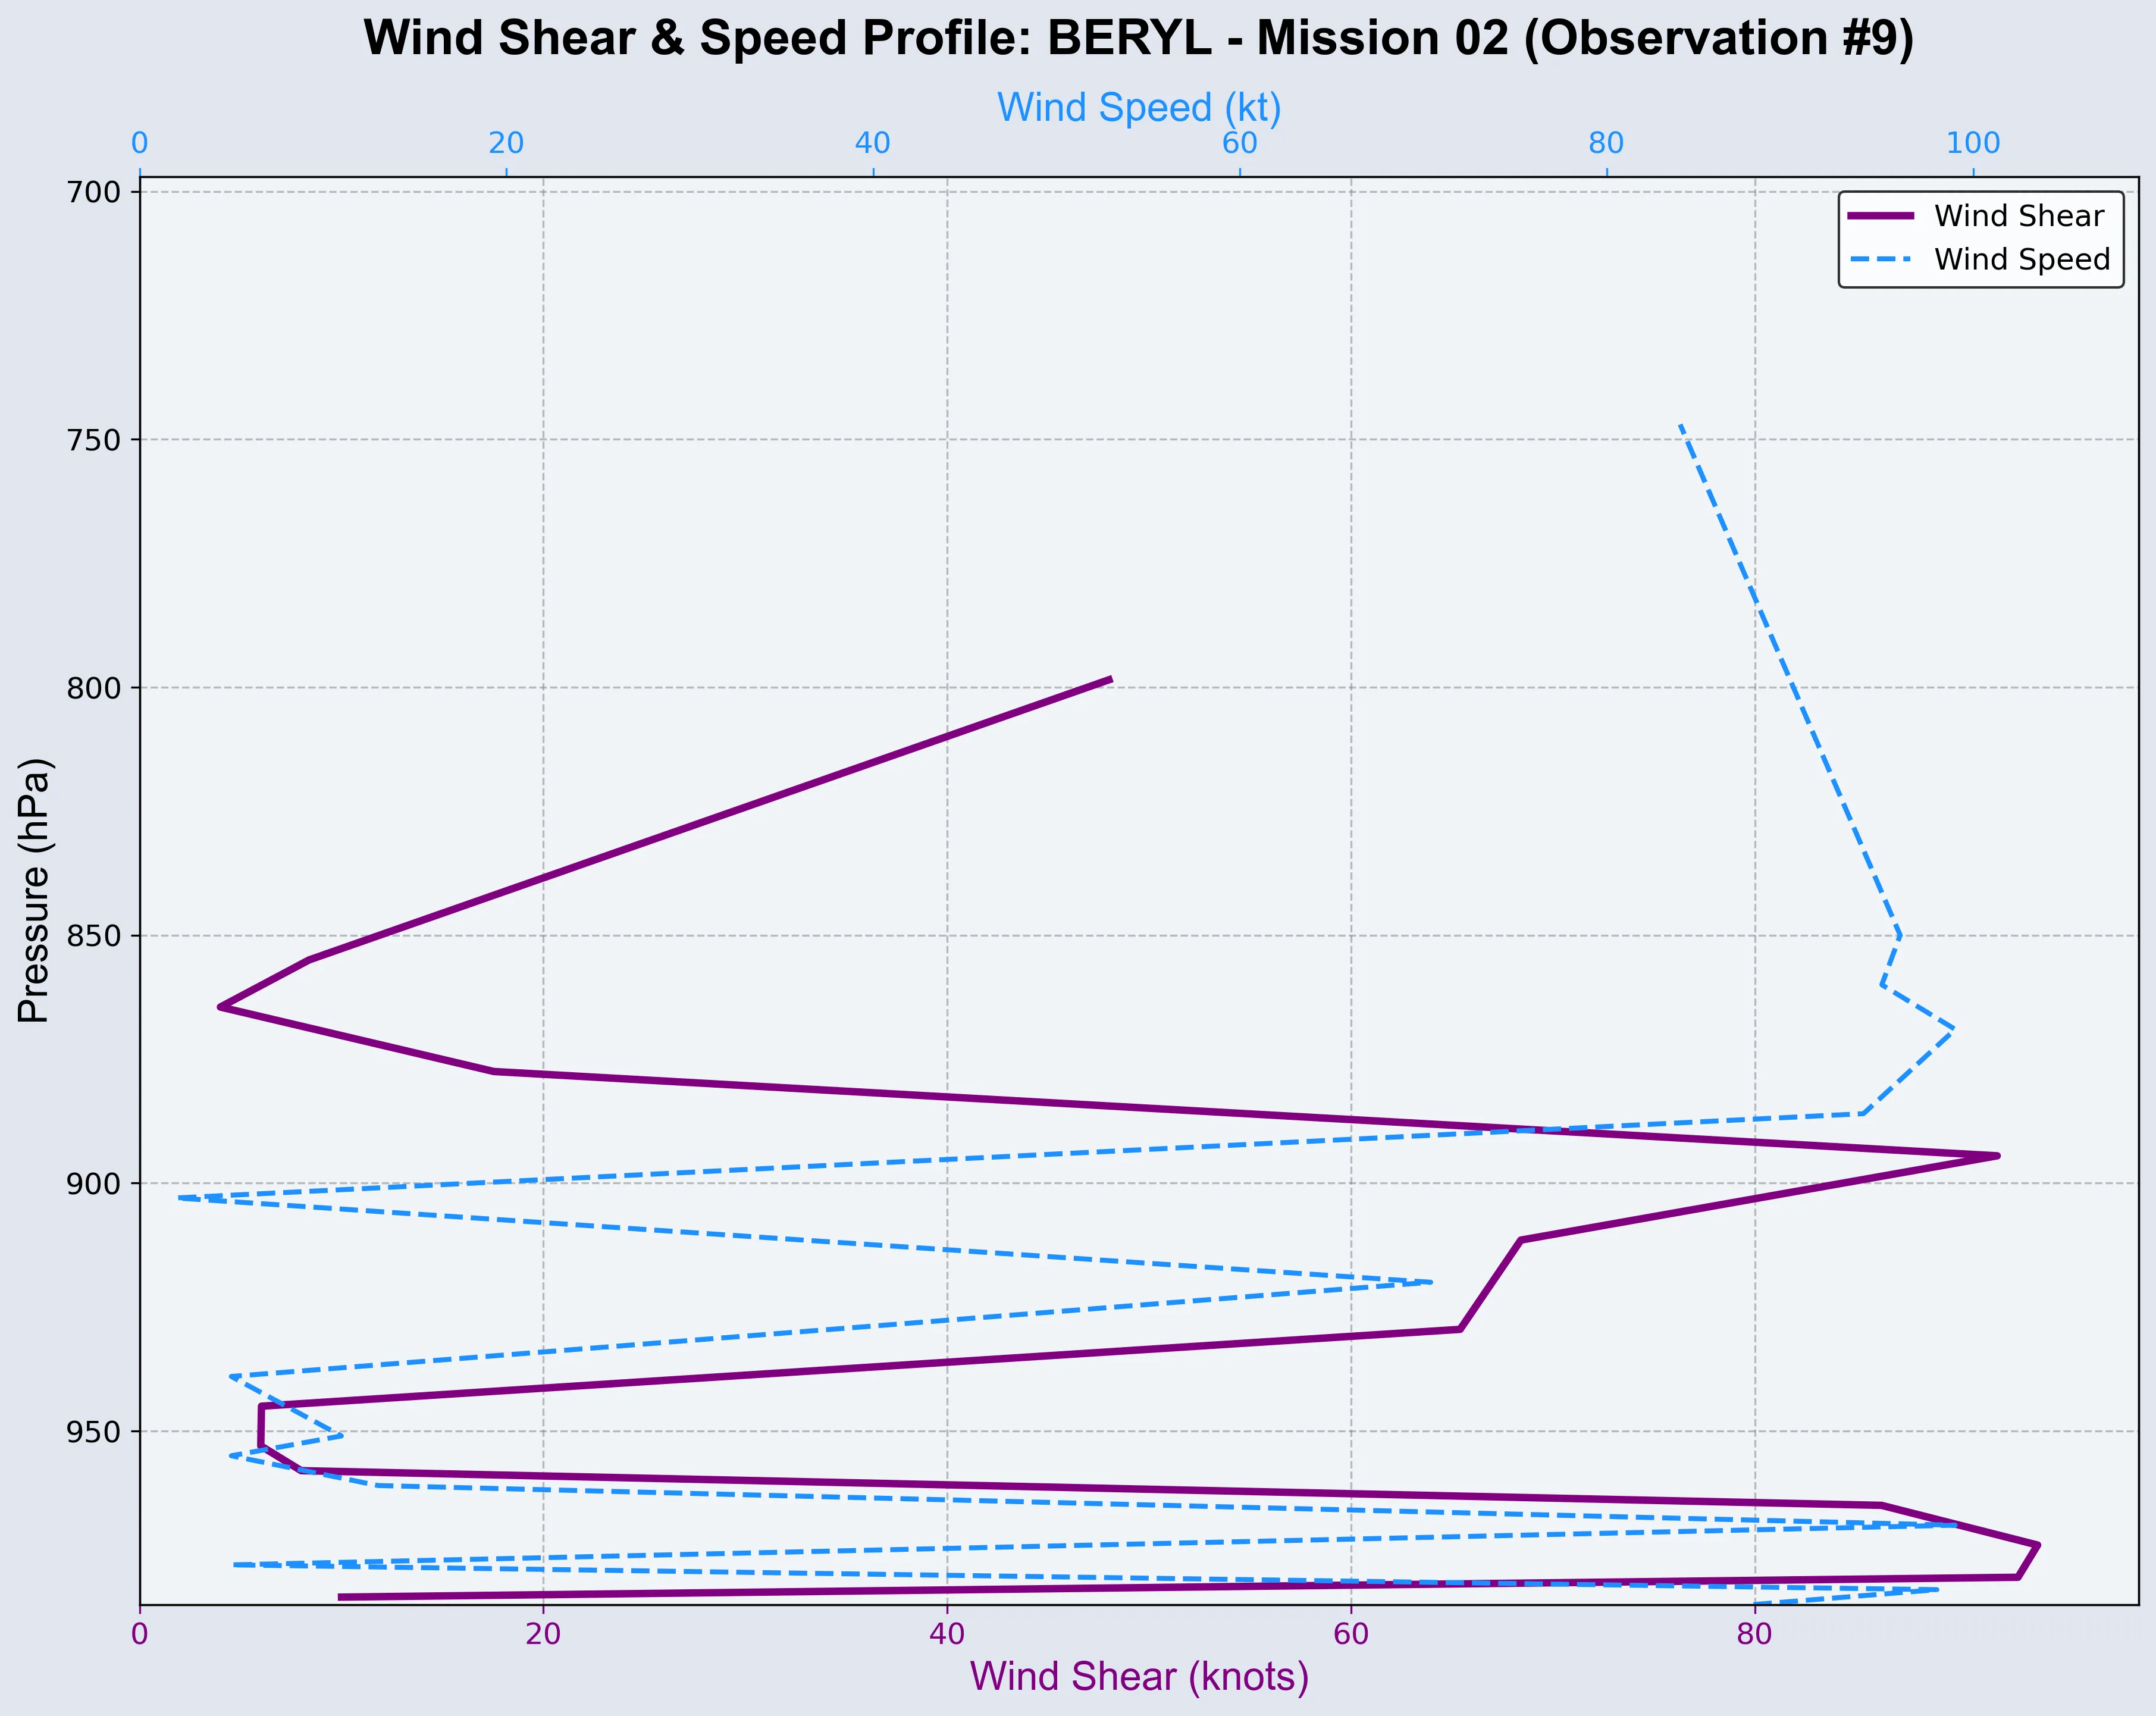 Wind Shear & Speed Profile: BERYL - Mission 02 (Observation #9)
Wind Speed (kt)
0 20 40 60 80 100
Wind Shear
Wind Speed
700
750
800
850
900
950
Pressure (hPa)
0 20 40 60 80
Wind Shear (knots)